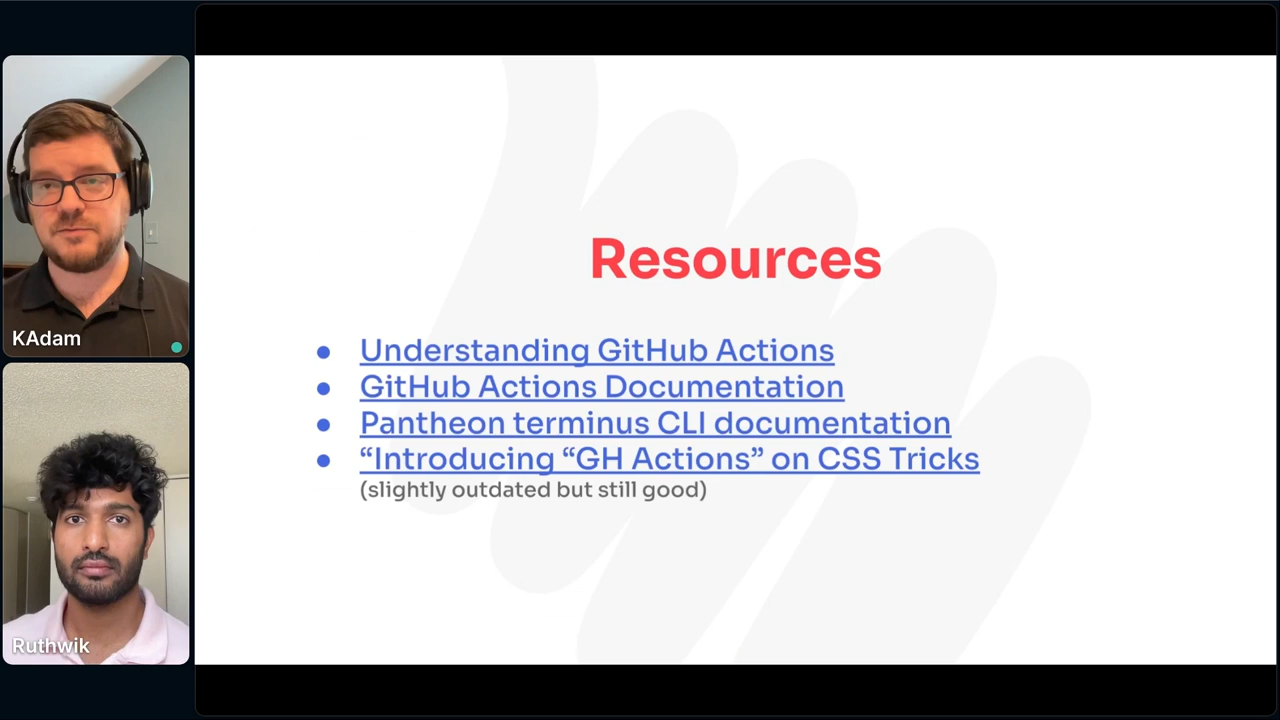 KAdam
Ruthwik
Resources
● Understanding GitHub Actions
● GitHub Actions Documentation
● Pantheon terminus CLI documentation
● “Introducing “GH Actions” on CSS Tricks
(slightly outdated but still good)